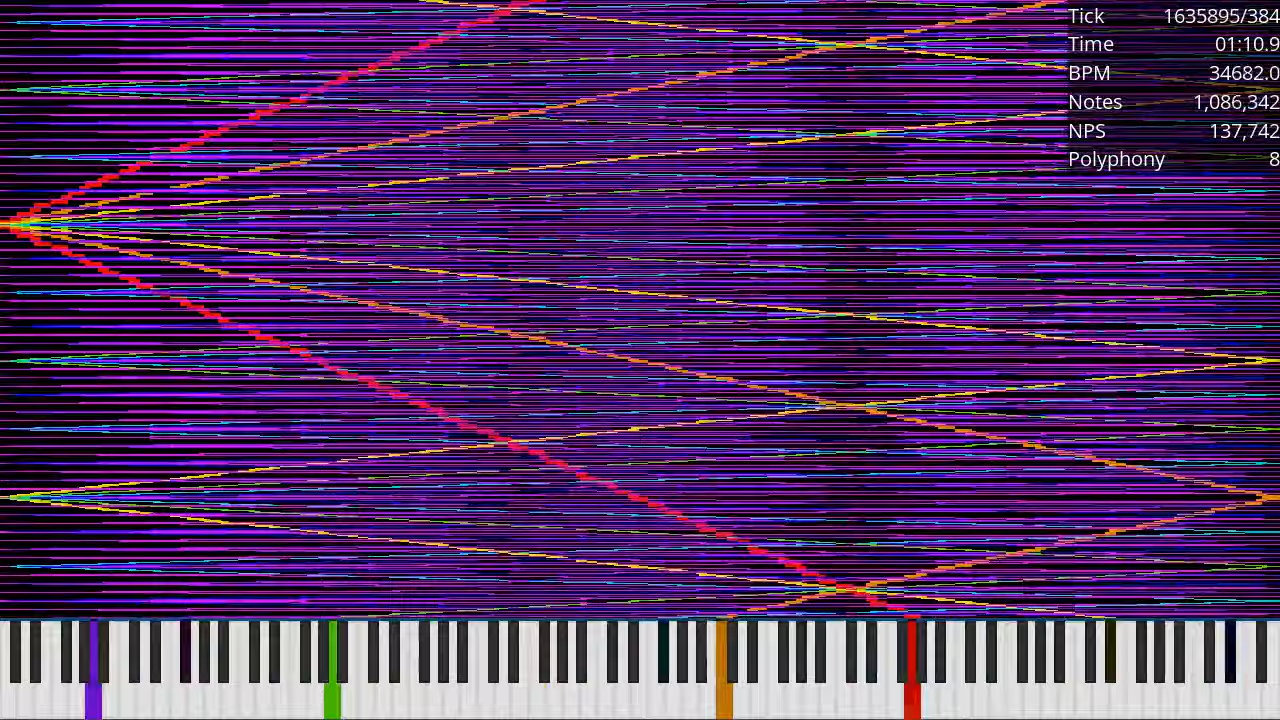 Tick 1635895/384
Time 01:10.9
BPM 34682.0
Notes 1,086,342
NPS 137,742
Polyphony 8